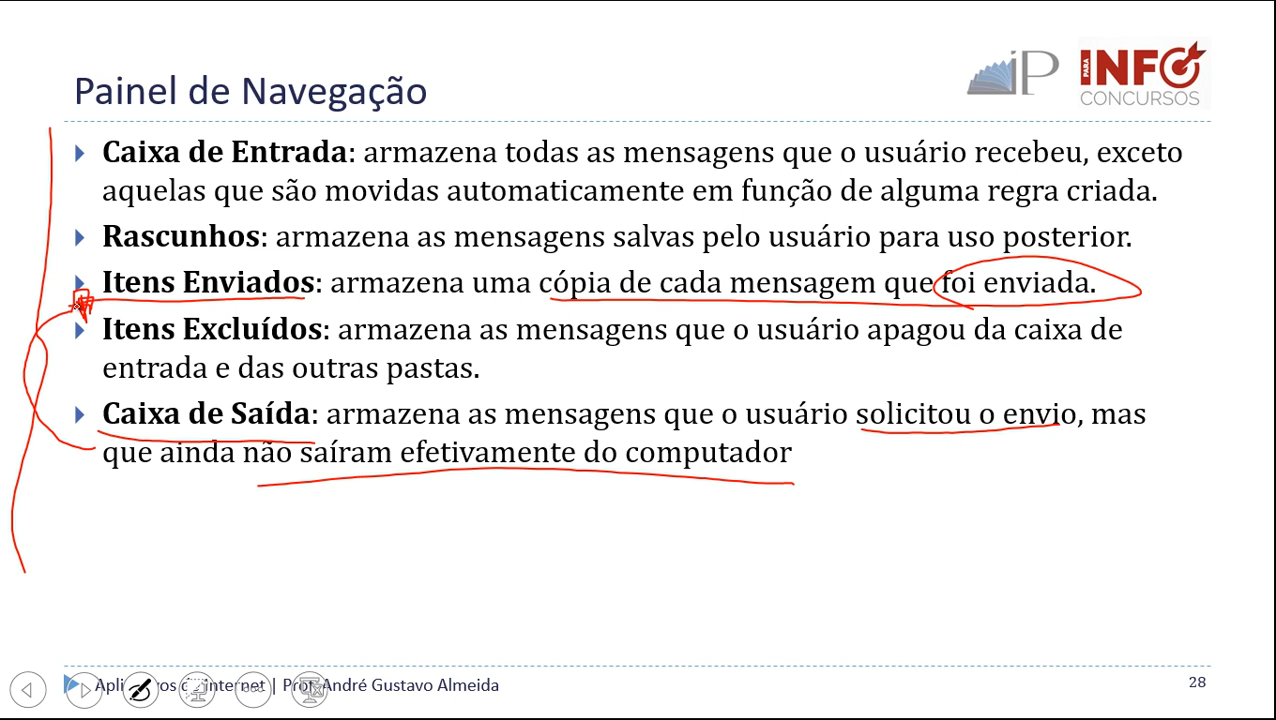 Painel de Navegação
iP
PARA
INFO
CONCURSOS
Caixa de Entrada: armazena todas as mensagens que o usuário recebeu, exceto
aquelas que são movidas automaticamente em função de alguma regra criada.
Rascunhos: armazena as mensagens salvas pelo usuário para uso posterior.
Itens Enviados: armazena uma cópia de cada mensagem que foi enviada.
Itens Excluídos: armazena as mensagens que o usuário apagou da caixa de
entrada e das outras pastas.
Caixa de Saída: armazena as mensagens que o usuário solicitou o envio, mas
que ainda não saíram efetivamente do computador
Aplicativos de internet | Prof. André Gustavo Almeida
28